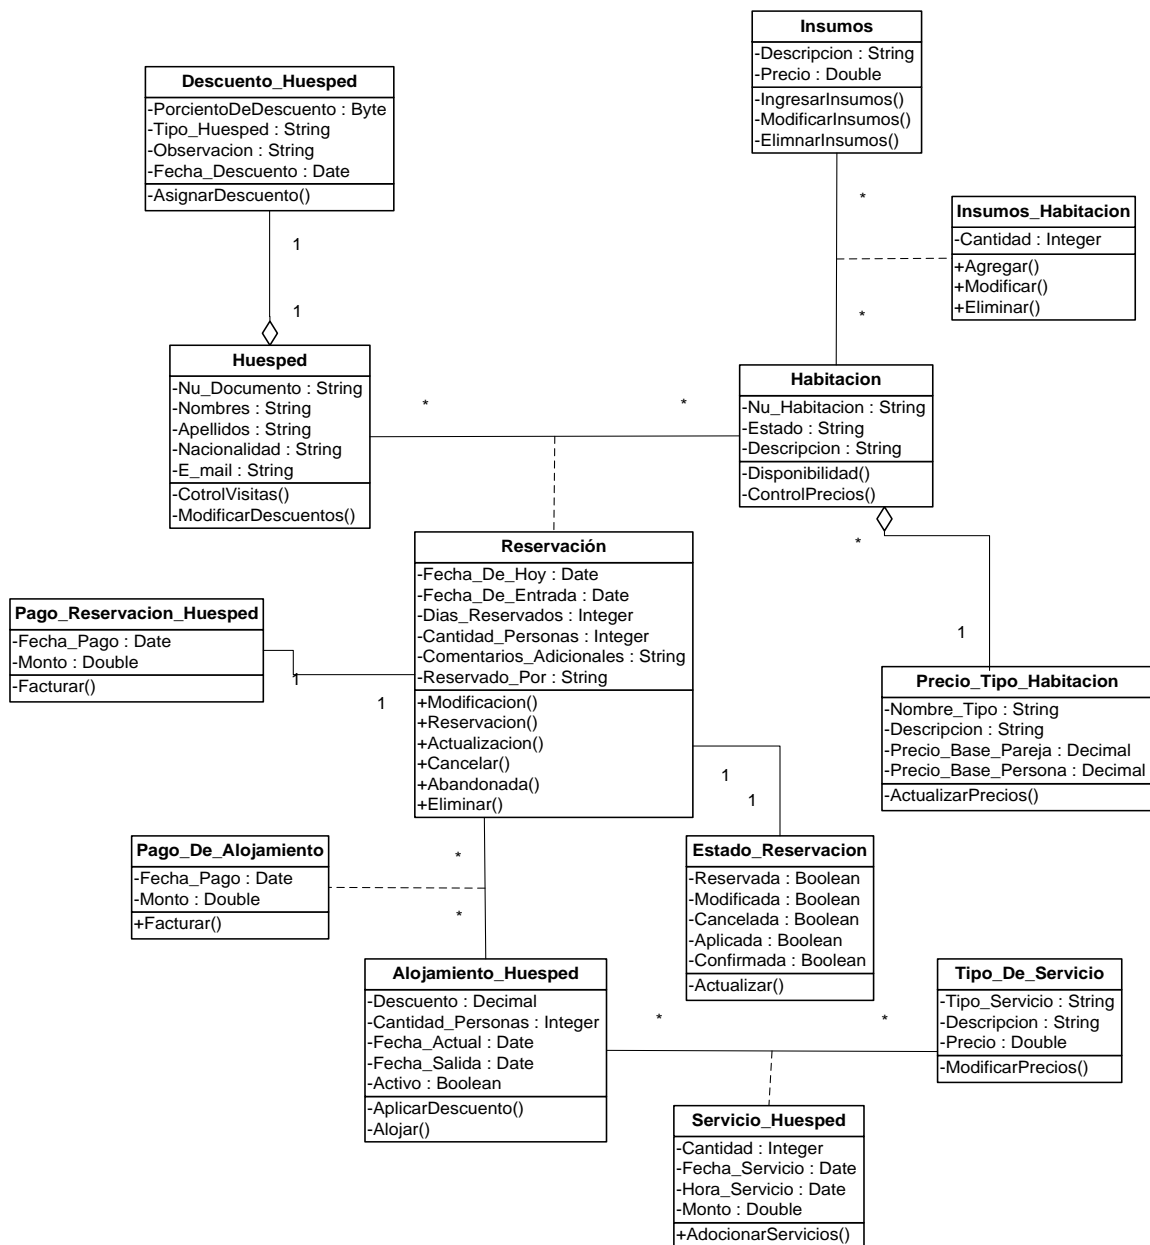 Insumos
-Descripcion : String
-Precio : Double
-IngresarInsumos()
-ModificarInsumos()
-ElimnarInsumos()
Descuento_Huesped
-PorcientoDeDescuento : Byte
-Tipo_Huesped : String
-Observacion : String
-Fecha_Descuento : Date
-AsignarDescuento()
*
Insumos_Habitacion
-Cantidad : Integer
+Agregar()
+Modificar()
+Eliminar()
1
1
*
Huesped
-Nu_Documento : String
-Nombres : String
-Apellidos : String
-Nacionalidad : String
-E_mail : String
-CotrolVisitas()
-ModificarDescuentos()
*
*
Habitacion
-Nu_Habitacion : String
-Estado : String
-Descripcion : String
-Disponibilidad()
-ControlPrecios()
*
1
Reservación
-Fecha_De_Hoy : Date
-Fecha_De_Entrada : Date
-Dias_Reservados : Integer
-Cantidad_Personas : Integer
-Comentarios_Adicionales : String
-Reservado_Por : String
+Modificacion()
+Reservacion()
+Actualizacion()
+Cancelar()
+Abandonada()
+Eliminar()
Pago_Reservacion_Huesped
-Fecha_Pago : Date
-Monto : Double
-Facturar()
1
1
Precio_Tipo_Habitacion
-Nombre_Tipo : String
-Descripcion : String
-Precio_Base_Pareja : Decimal
-Precio_Base_Persona : Decimal
-ActualizarPrecios()
1
1
Pago_De_Alojamiento
-Fecha_Pago : Date
-Monto : Double
+Facturar()
*
*
Estado_Reservacion
-Reservada : Boolean
-Modificada : Boolean
-Cancelada : Boolean
-Aplicada : Boolean
-Confirmada : Boolean
-Actualizar()
Alojamiento_Huesped
-Descuento : Decimal
-Cantidad_Personas : Integer
-Fecha_Actual : Date
-Fecha_Salida : Date
-Activo : Boolean
-AplicarDescuento()
-Alojar()
*
*
Tipo_De_Servicio
-Tipo_Servicio : String
-Descripcion : String
-Precio : Double
-ModificarPrecios()
Servicio_Huesped
-Cantidad : Integer
-Fecha_Servicio : Date
-Hora_Servicio : Date
-Monto : Double
+AdocionarServicios()